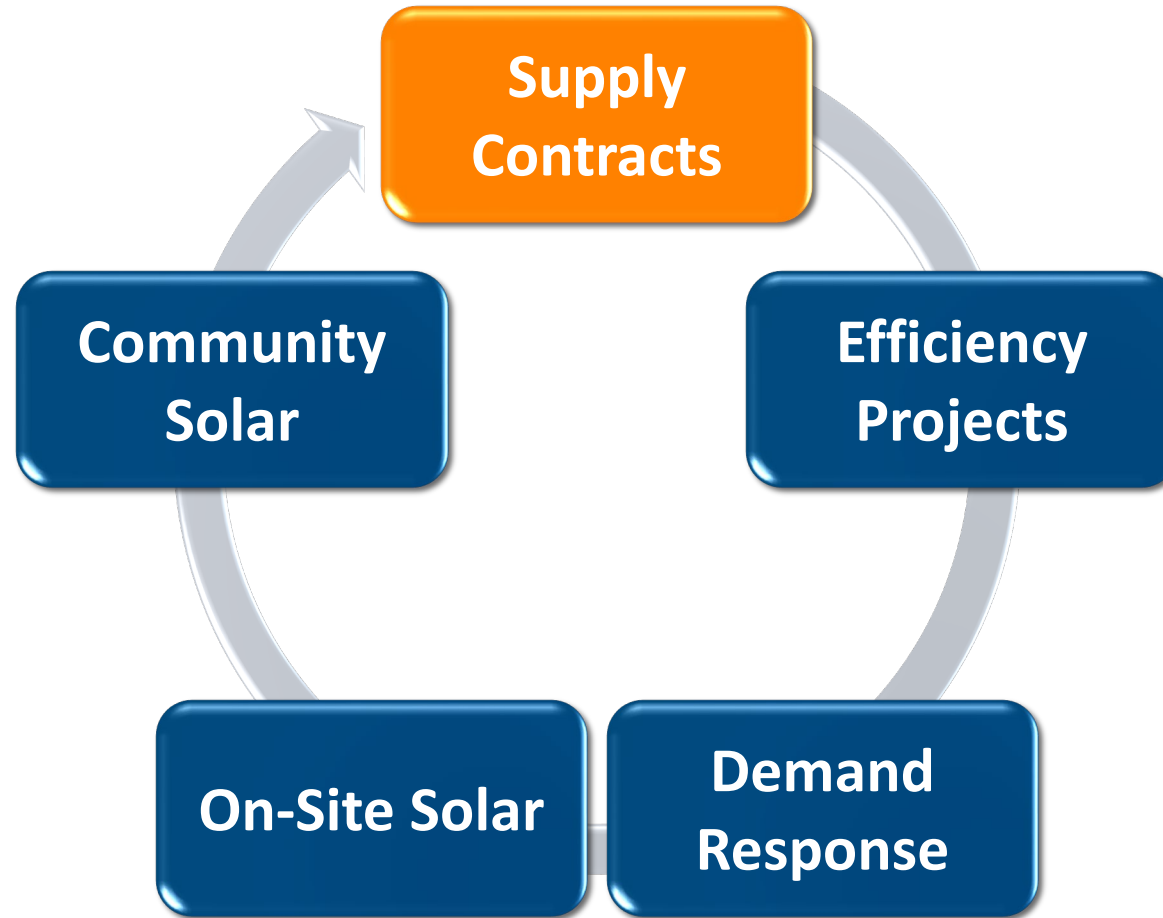 Supply
Contracts
Efficiency
Projects
Demand
Response
On-Site Solar
Community
Solar